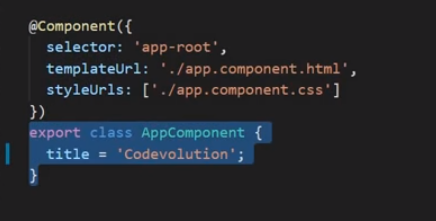 @Component({
  selector: 'app-root',
  templateUrl: './app.component.html',
  styleUrls: ['./app.component.css']
})
export class AppComponent {
  title = 'Codevolution';
}